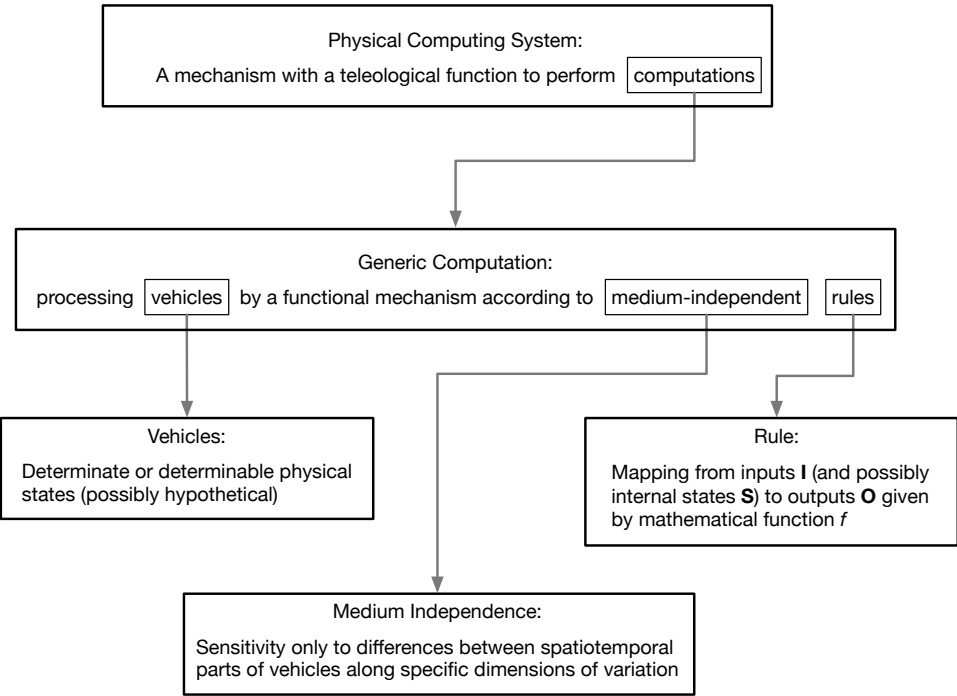 Physical Computing System:
A mechanism with a teleological function to perform computations
Generic Computation:
processing vehicles by a functional mechanism according to medium-independent rules
Vehicles:
Determinate or determinable physical
states (possibly hypothetical)
Rule:
Mapping from inputs I (and possibly
internal states S) to outputs O given
by mathematical function f
Medium Independence:
Sensitivity only to differences between spatiotemporal
parts of vehicles along specific dimensions of variation